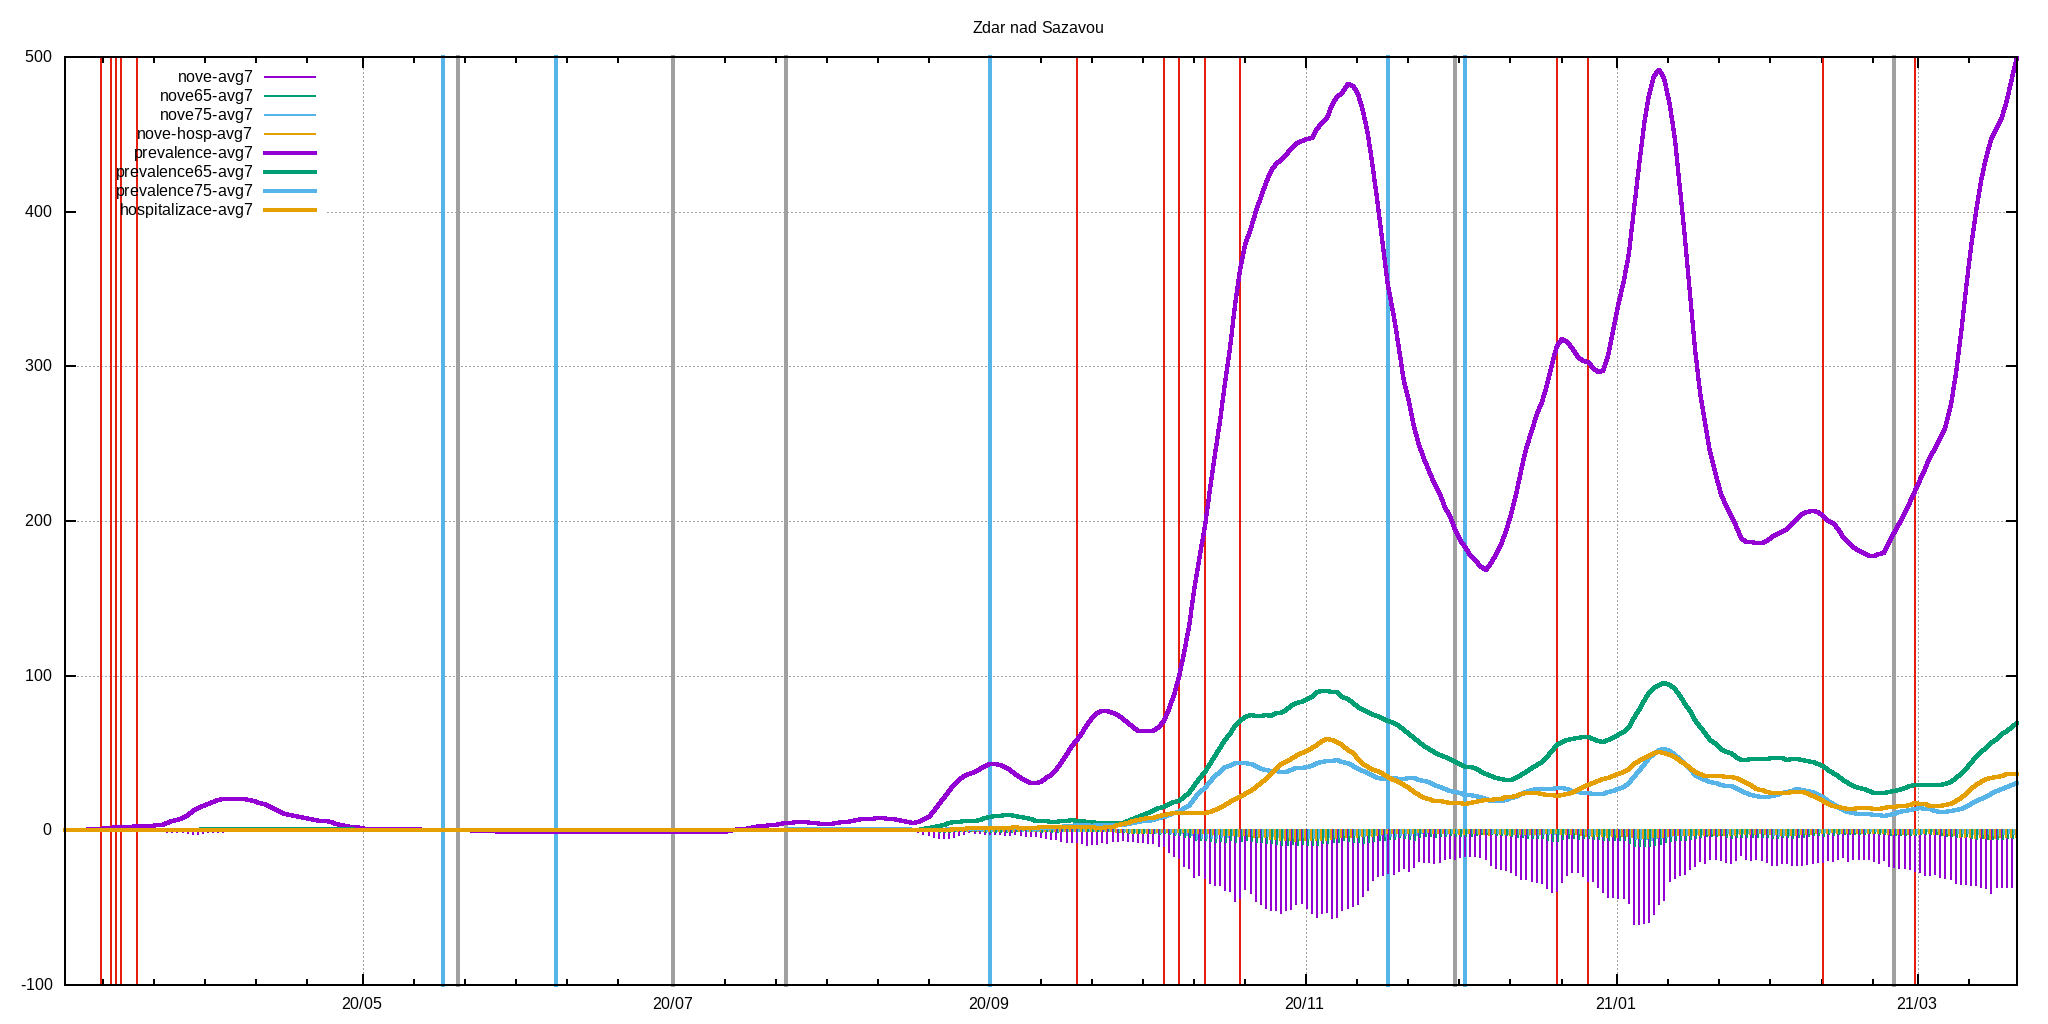 Zdar nad Sazavou
500
400
300
200
100
0
-100
nove-avg7
nove65-avg7
nove75-avg7
nove-hosp-avg7
prevalence-avg7
prevalence65-avg7
prevalence75-avg7
hospitalizace-avg7
20/05
20/07
20/09
20/11
21/01
21/03